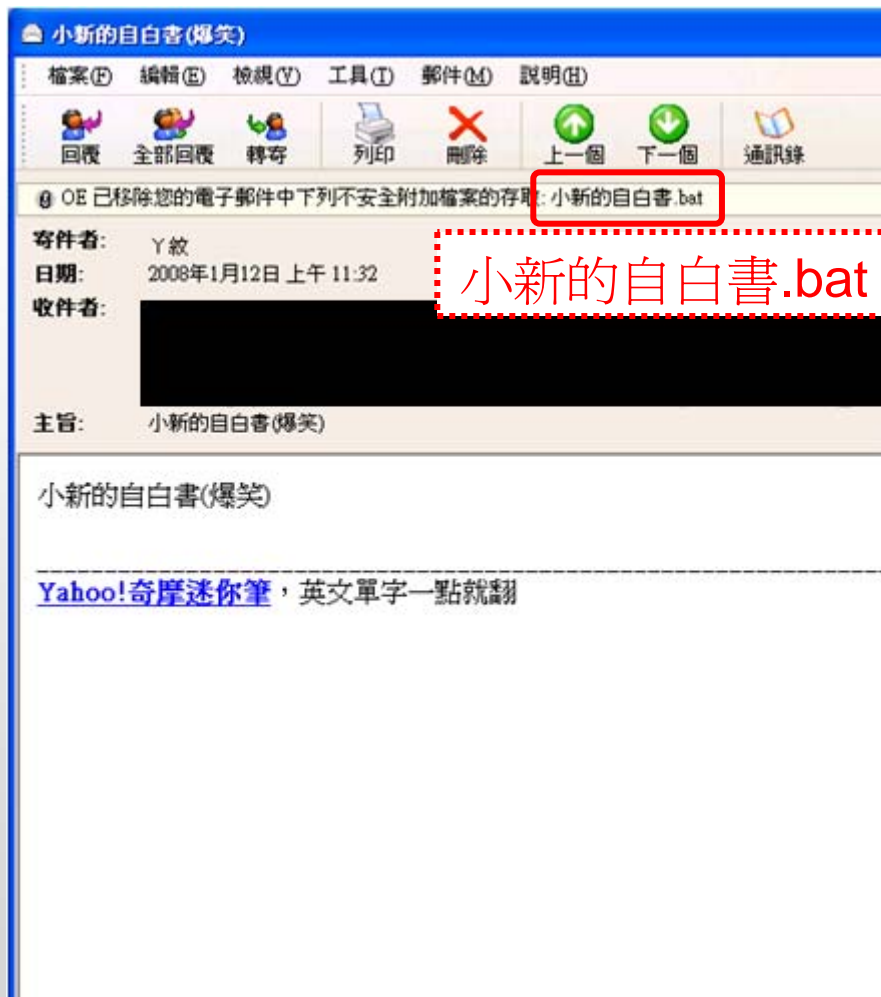 小新的自白書(爆笑)
檔案(F) 編輯(E) 檢視(V) 工具(T) 郵件(M) 說明(H)
回覆 全部回覆 轉寄 列印 刪除 上一個 下一個 通訊錄
OE 已移除您的電子郵件中下列不安全附加檔案的存取: 小新的自白書.bat
寄件者: ㄚ紋
日期: 2008年1月12日 上午 11:32
小新的自白書.bat
收件者:
主旨: 小新的自白書(爆笑)
小新的自白書(爆笑)
Yahoo!奇摩迷你筆，英文單字一點就翻